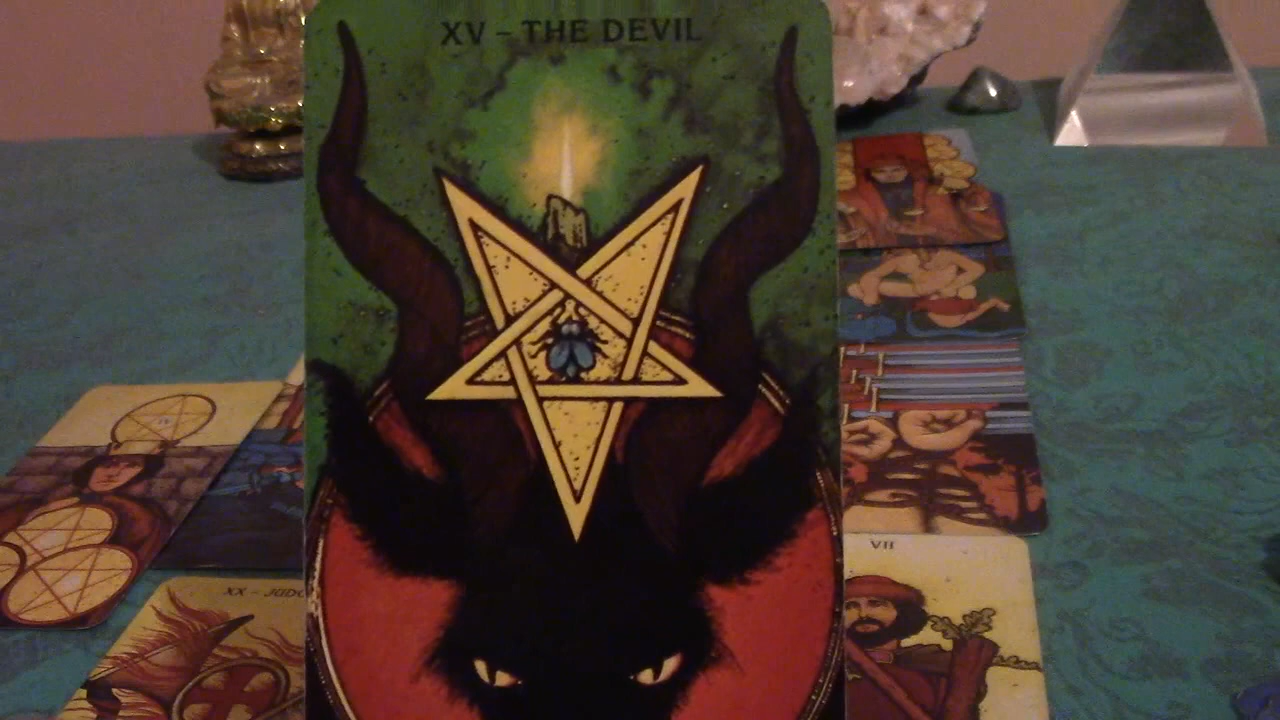 XV - THE DEVIL
VII
XX - JUDG